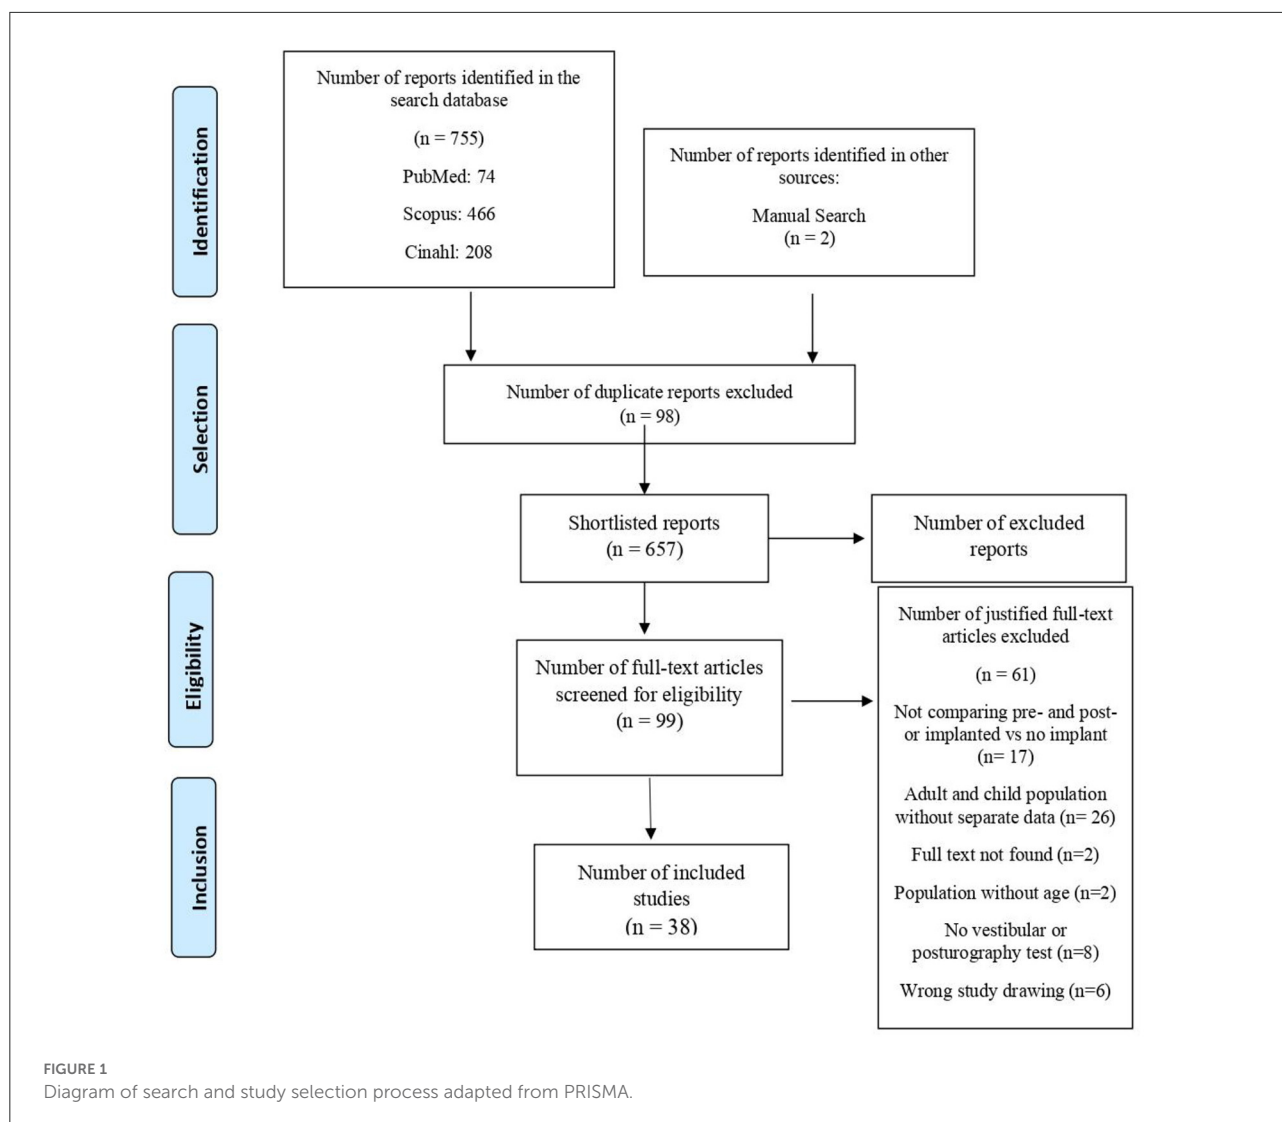 Identification
Number of reports identified in the
search database
(n = 755)
PubMed: 74
Scopus: 466
Cinahl: 208
Number of reports identified in other
sources:
Manual Search
(n = 2)
Selection
Number of duplicate reports excluded
(n = 98)
Shortlisted reports
(n = 657)
Number of excluded
reports
Eligibility
Number of full-text articles
screened for eligibility
(n = 99)
Number of justified full-text
articles excluded
(n = 61)
Not comparing pre- and post-
or implanted vs no implant
(n= 17)
Adult and child population
without separate data (n= 26)
Full text not found (n=2)
Population without age (n=2)
No vestibular or
posturography test (n=8)
Wrong study drawing (n=6)
Inclusion
Number of included
studies
(n = 38)
FIGURE 1
Diagram of search and study selection process adapted from PRISMA.